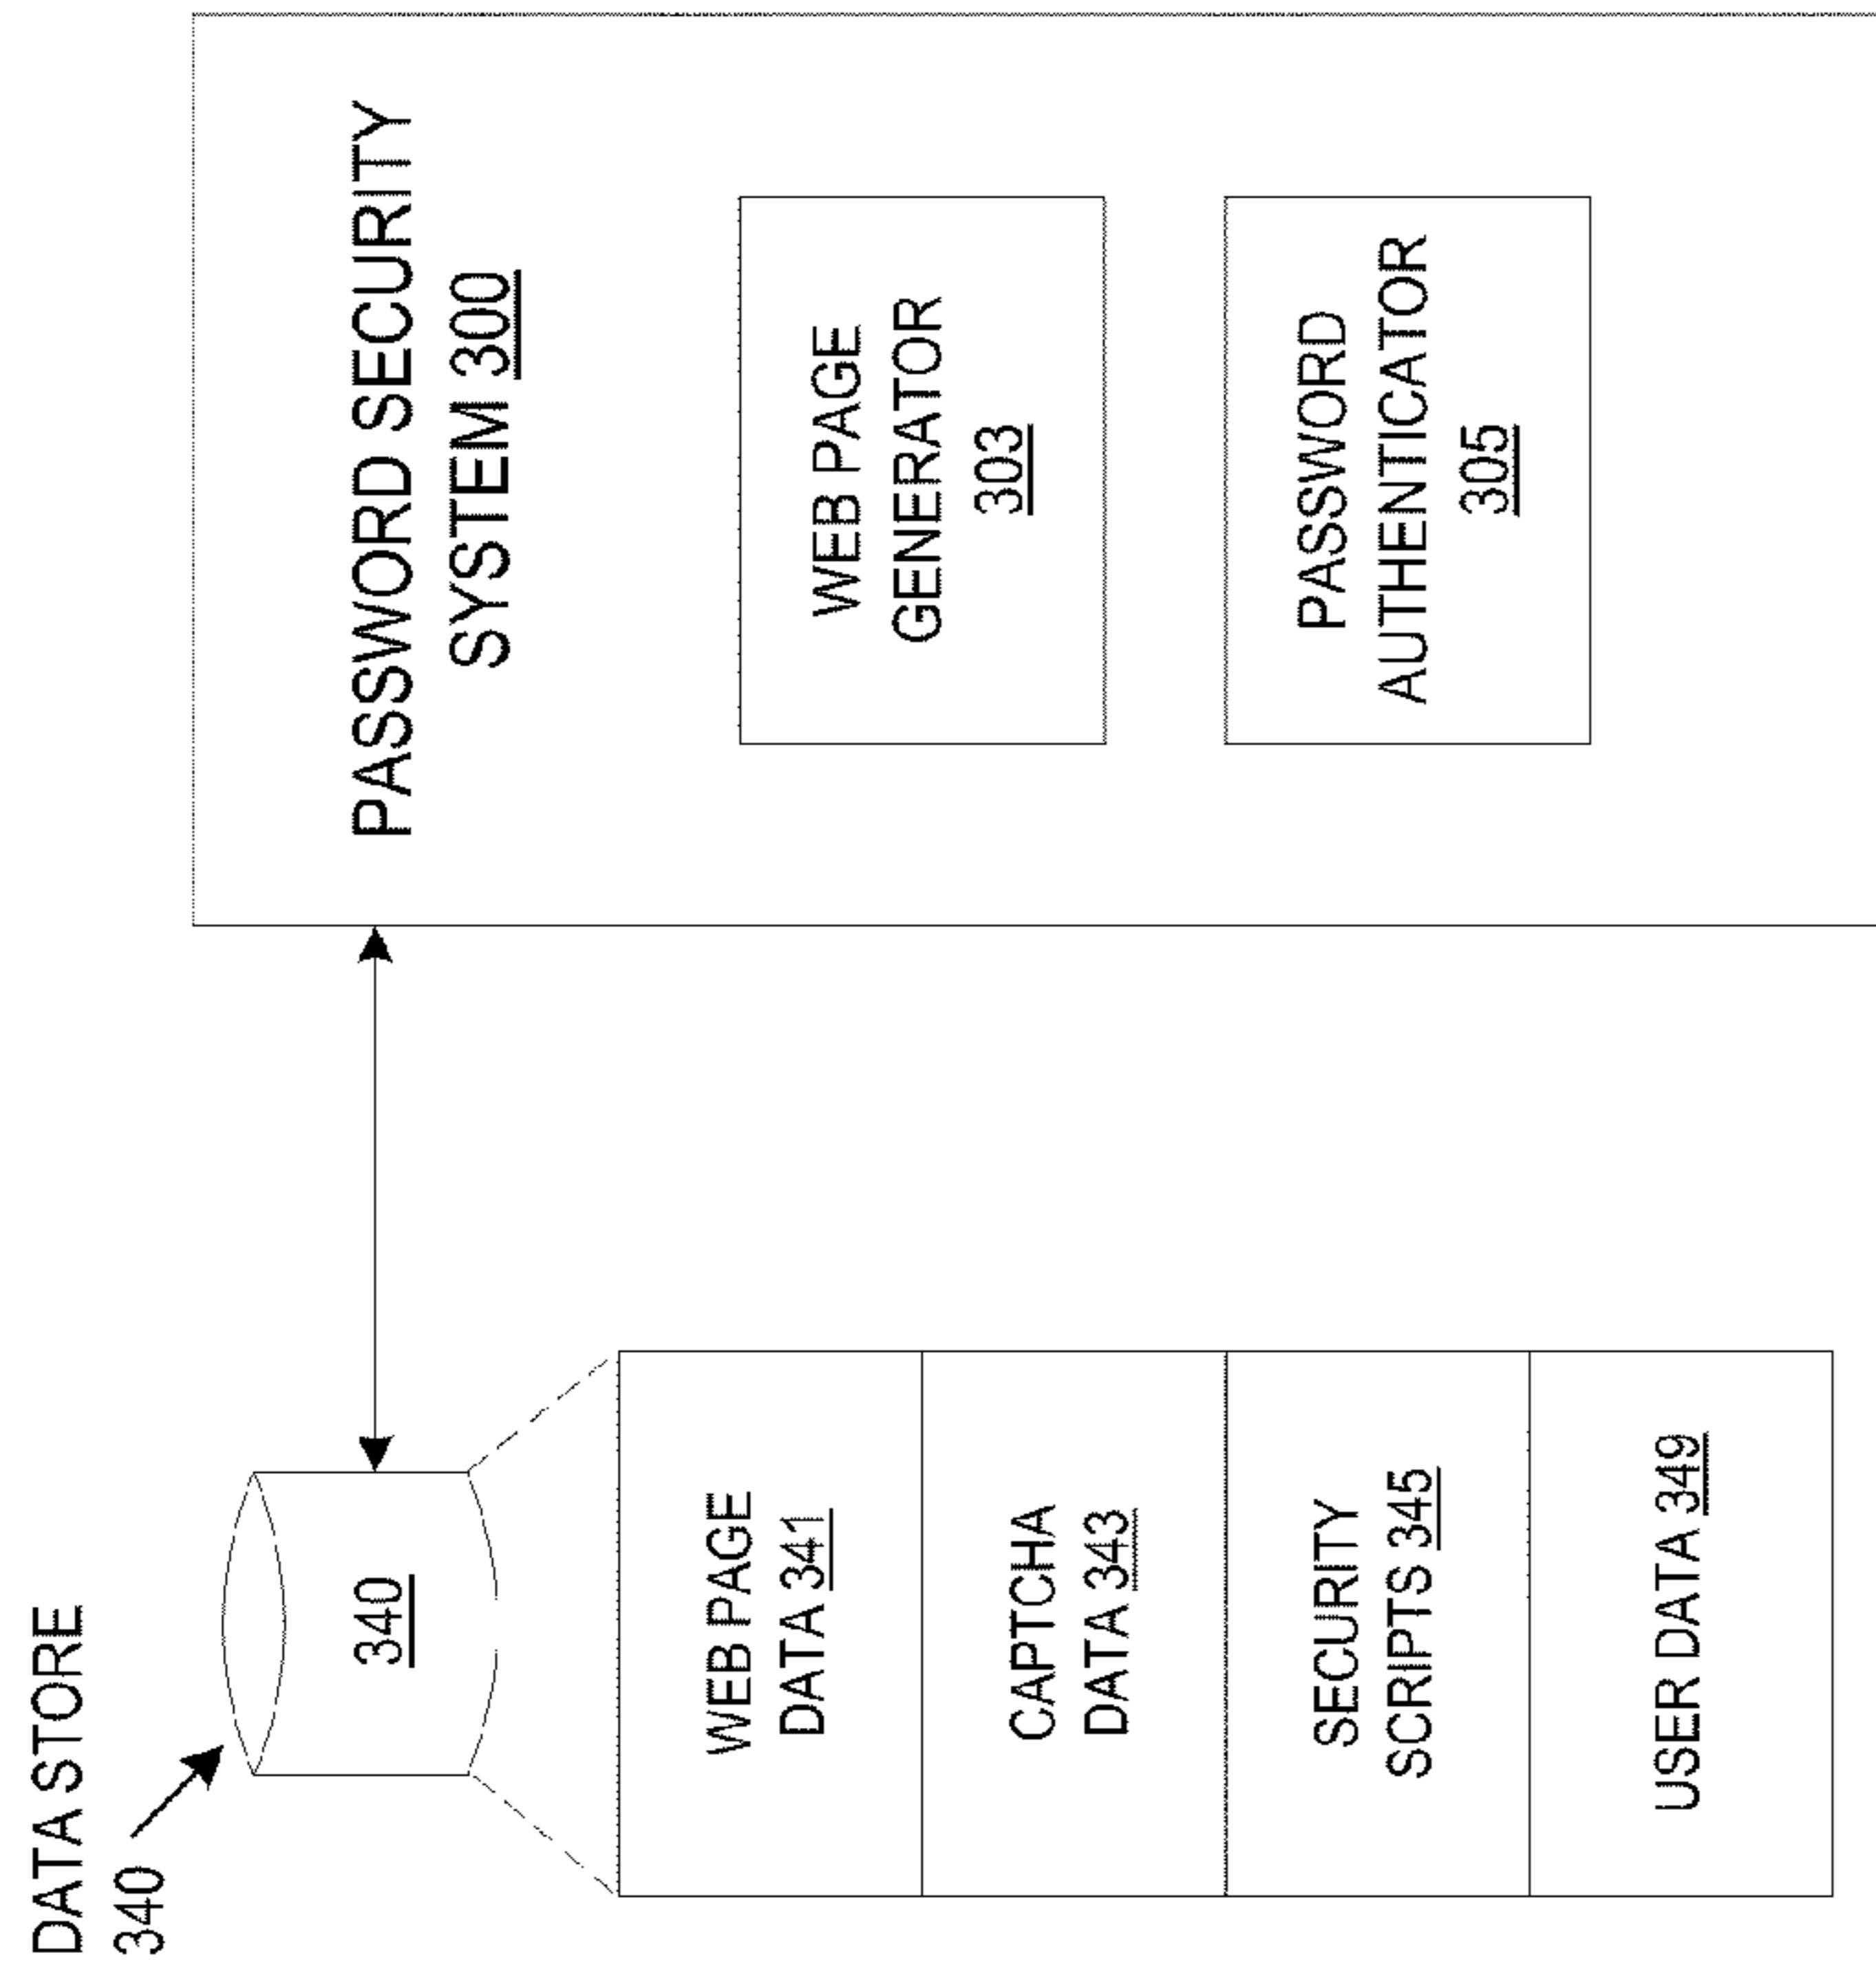 DATA STORE
340
340
WEB PAGE
DATA 341
CAPTCHA
DATA 343
SECURITY
SCRIPTS 345
USER DATA 349
PASSWORD SECURITY
SYSTEM 300
WEB PAGE
GENERATOR
303
PASSWORD
AUTHENTICATOR
305